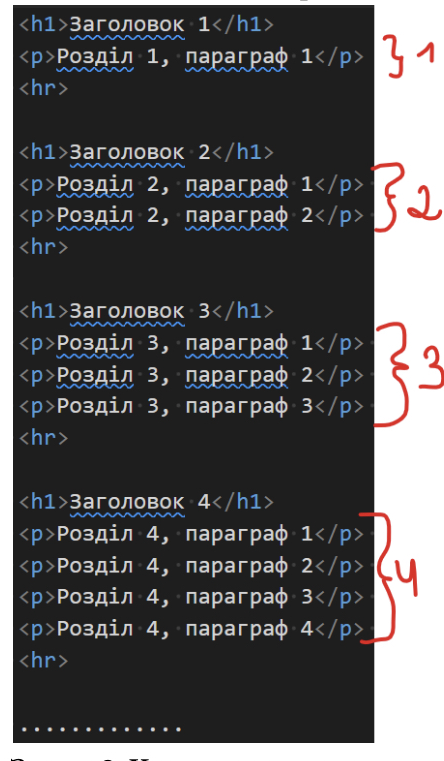 <h1>Заголовок 1</h1>
<p>Розділ 1, параграф 1</p> } 1
<hr>
<h1>Заголовок 2</h1>
<p>Розділ 2, параграф 1</p>
<p>Розділ 2, параграф 2</p> } 2
<hr>
<h1>Заголовок 3</h1>
<p>Розділ 3, параграф 1</p>
<p>Розділ 3, параграф 2</p> } 3
<p>Розділ 3, параграф 3</p>
<hr>
<h1>Заголовок 4</h1>
<p>Розділ 4, параграф 1</p>
<p>Розділ 4, параграф 2</p> } 4
<p>Розділ 4, параграф 3</p>
<p>Розділ 4, параграф 4</p>
<hr>
.............